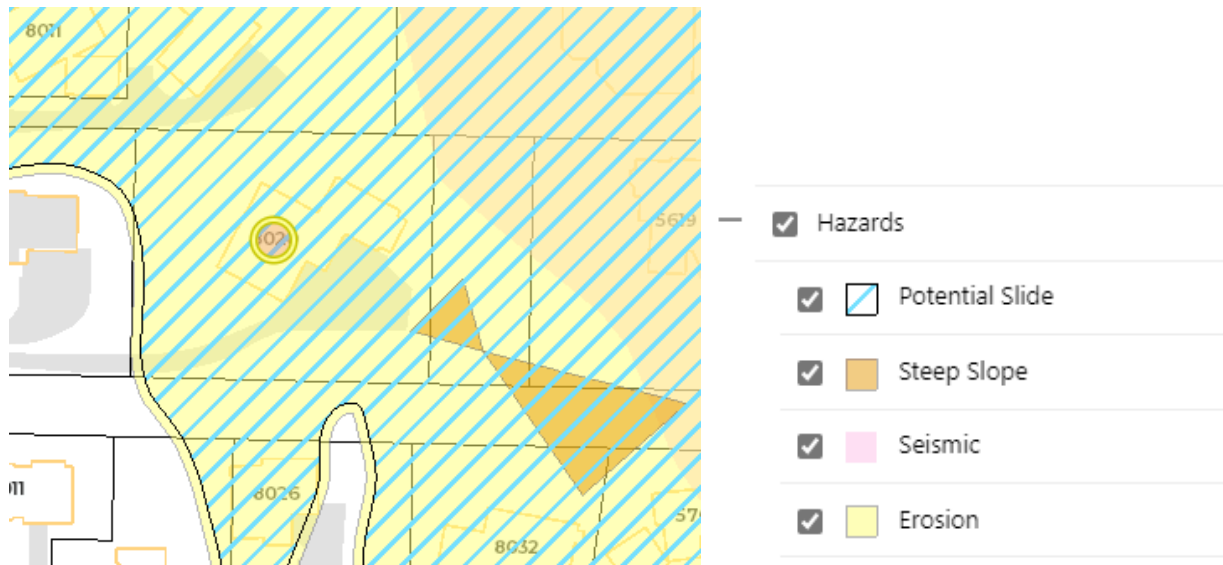 8011
5619
Hazards
Potential Slide
Steep Slope
Seismic
Erosion
8026
8032